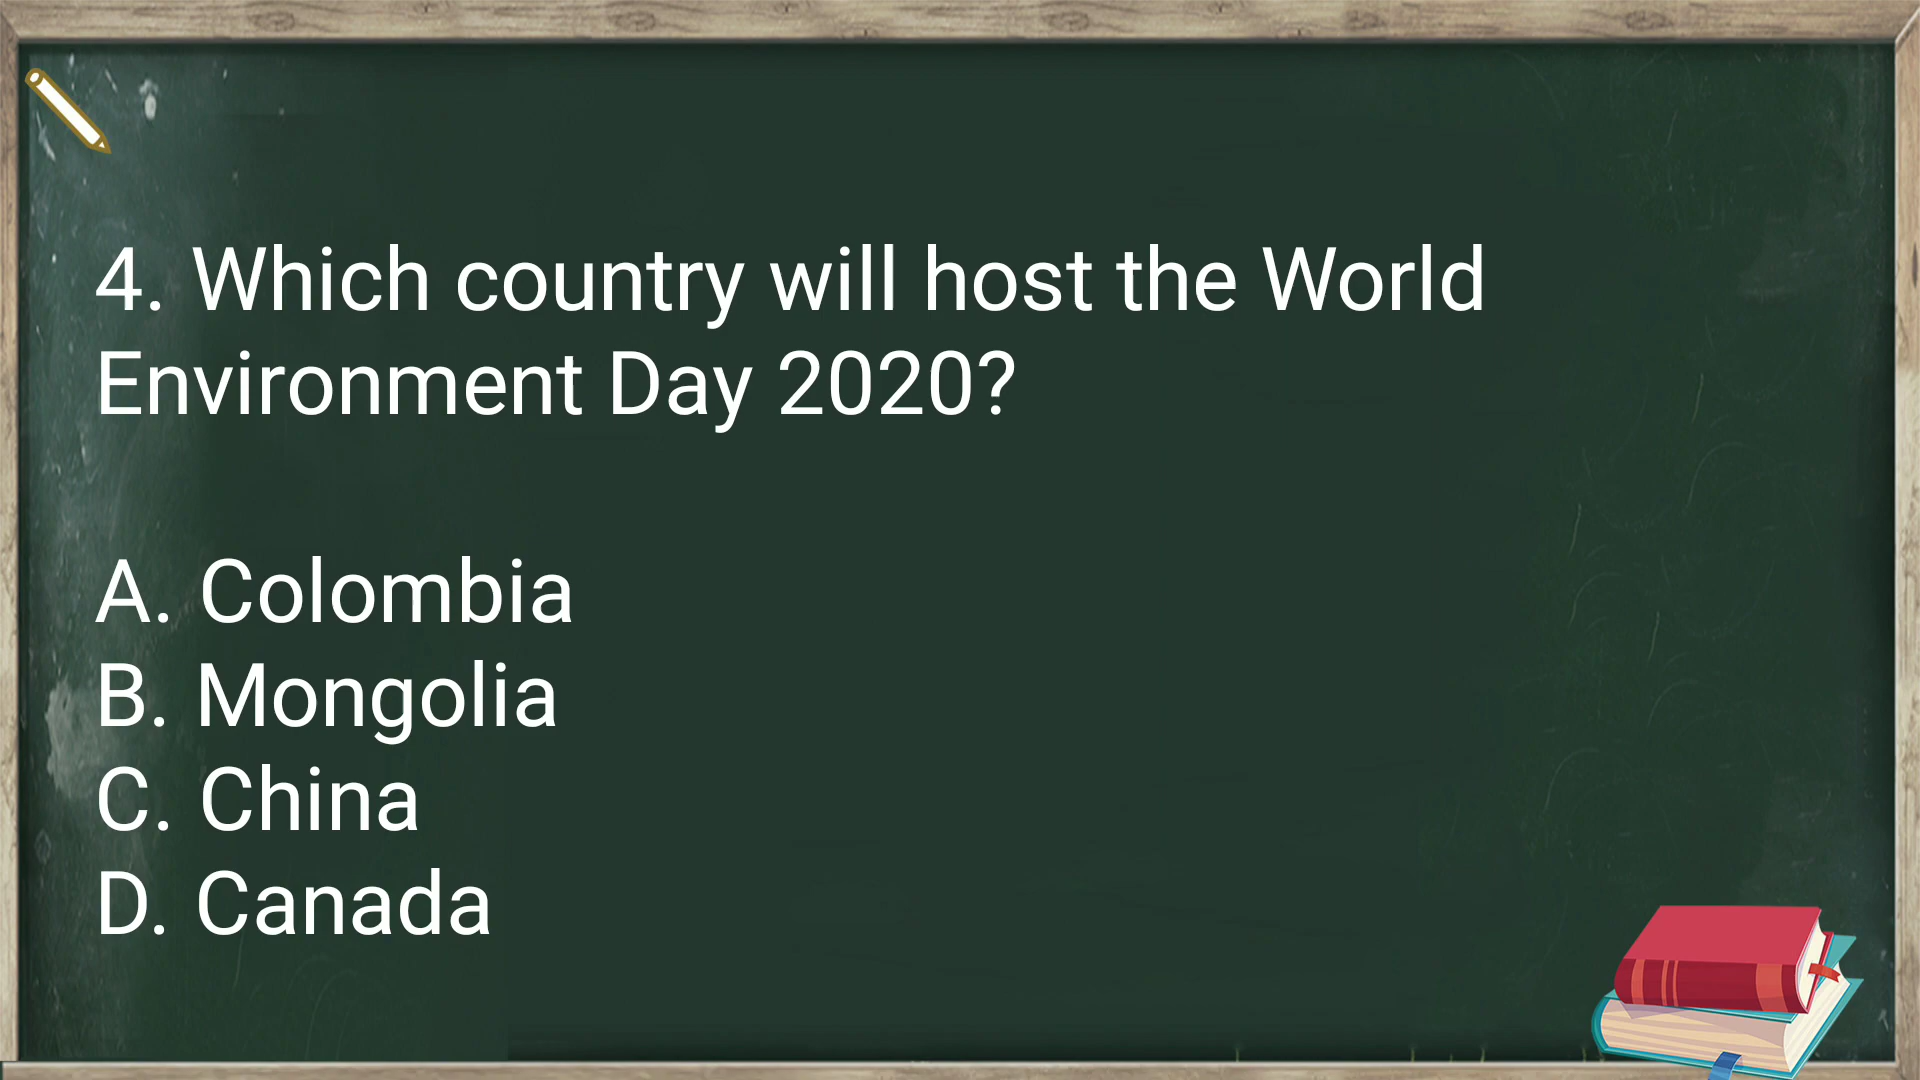 4. Which country will host the World
Environment Day 2020?
A. Colombia
B. Mongolia
C. China
D. Canada